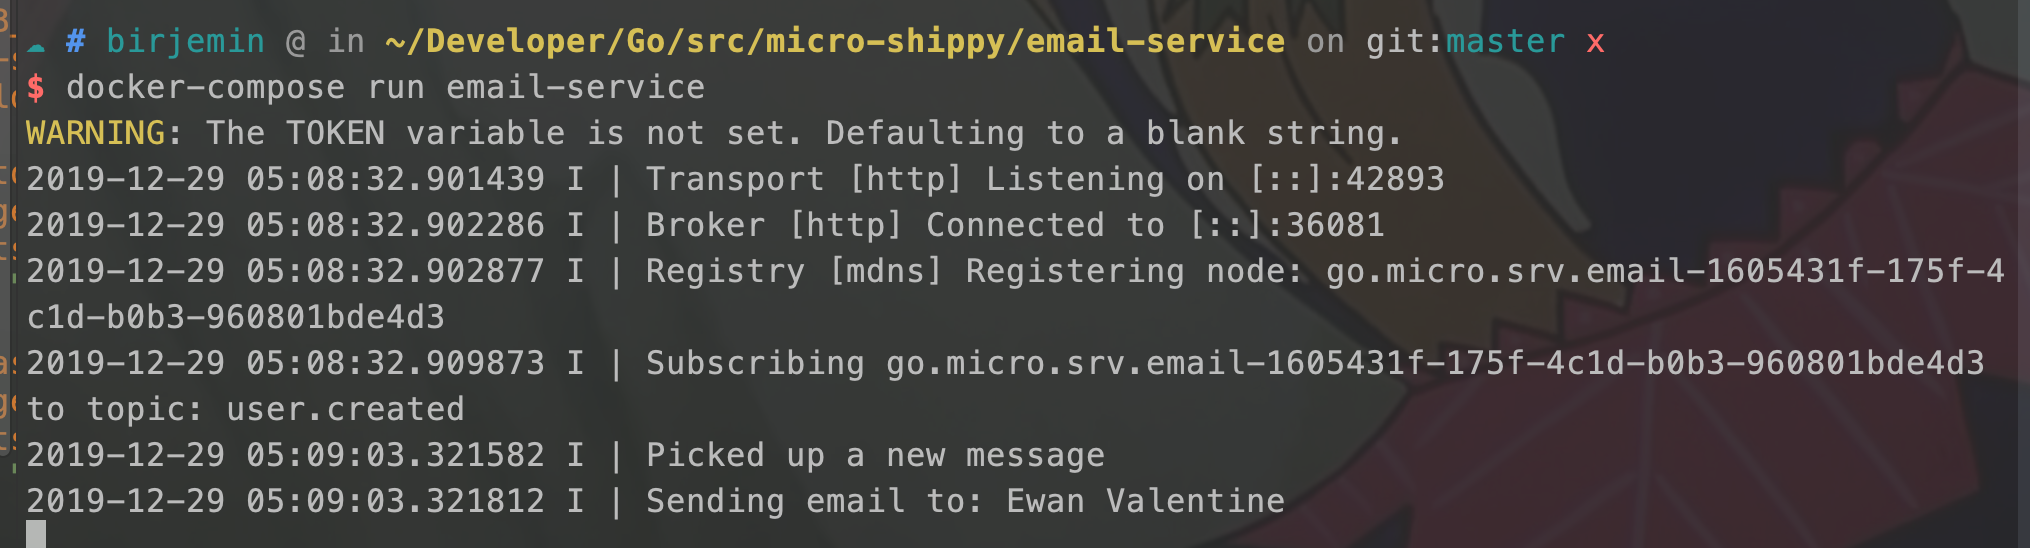 ☁ # birjemin @ in ~/Developer/Go/src/micro-shippy/email-service on git:master x
$ docker-compose run email-service
WARNING: The TOKEN variable is not set. Defaulting to a blank string.
2019-12-29 05:08:32.901439 I | Transport [http] Listening on [::]:42893
2019-12-29 05:08:32.902286 I | Broker [http] Connected to [::]:36081
2019-12-29 05:08:32.902877 I | Registry [mdns] Registering node: go.micro.srv.email-1605431f-175f-4
c1d-b0b3-960801bde4d3
2019-12-29 05:08:32.909873 I | Subscribing go.micro.srv.email-1605431f-175f-4c1d-b0b3-960801bde4d3
to topic: user.created
2019-12-29 05:09:03.321582 I | Picked up a new message
2019-12-29 05:09:03.321812 I | Sending email to: Ewan Valentine